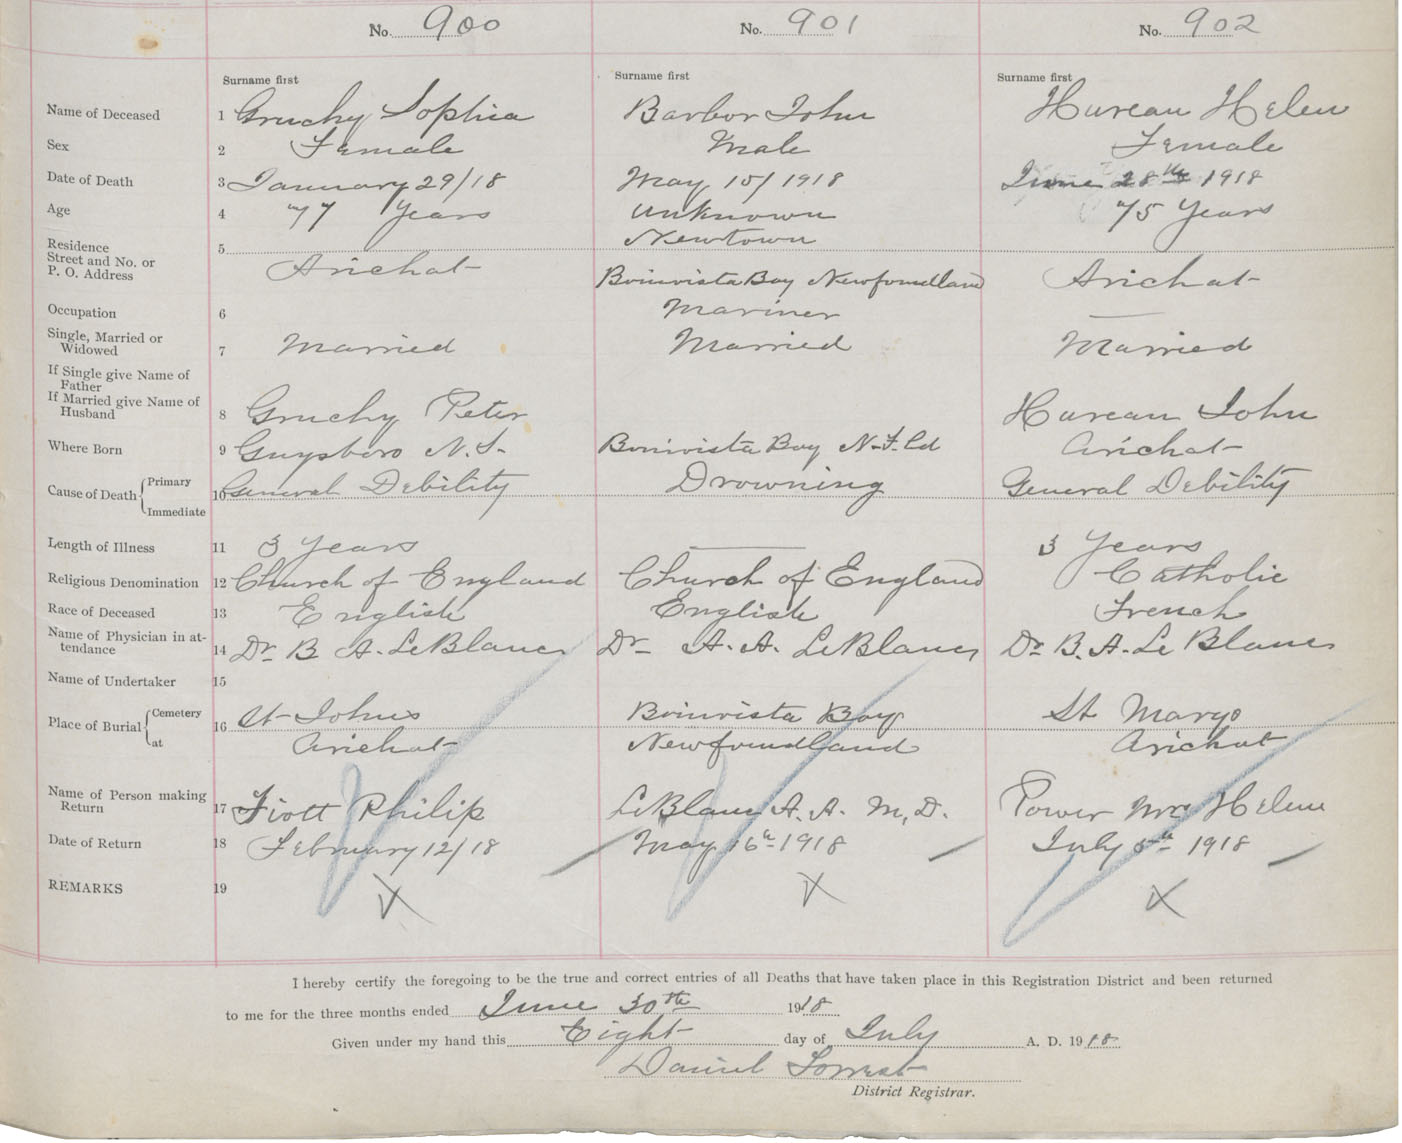 No. 900 No. 901 No. 902
Surname first Surname first Surname first
Name of Deceased 1 Gruchy Sophia Barbor John Hureau Helen
Sex 2 Female Male Female
Date of Death 3 January 29/18 May 10/1918 June 28th 1918
Age 4 77 Years Unknown 75 Years
Residence Street and No. or P. O. Address 5 Arichat Newtown Boinvista Bay Newfoundland Arichat
Occupation 6 Mariner —
Single, Married or Widowed 7 Married Married Married
If Single give Name of Father
If Married give Name of Husband 8 Gruchy Peter Hureau John
Where Born 9 Guysboro N.S. Boinvista Bay N.F.Ld Arichat
Cause of Death Primary Immediate 10 General Debility Drowning General Debility
Length of Illness 11 3 Years — 3 Years
Religious Denomination 12 Church of England Church of England Catholic
Race of Deceased 13 English English French
Name of Physician in attendance 14 Dr. B. A. LeBlanc Dr A. A. LeBlanc Dr. B. A. Le Blanc
Name of Undertaker 15
Place of Burial Cemetery at 16 St Johns Arichat Boinvista Bay Newfoundland St Marys Arichat
Name of Person making Return 17 Fiott Philip LeBlanc A. A. M.D. Power Mrs Helene
Date of Return 18 February 12/18 May 16th 1918 July 5th 1918
REMARKS 19
I hereby certify the foregoing to be the true and correct entries of all Deaths that have taken place in this Registration District and been returned
to me for the three months ended June 30th 1918
Given under my hand this Eight day of July A. D. 1918
Daniel
District Registrar.